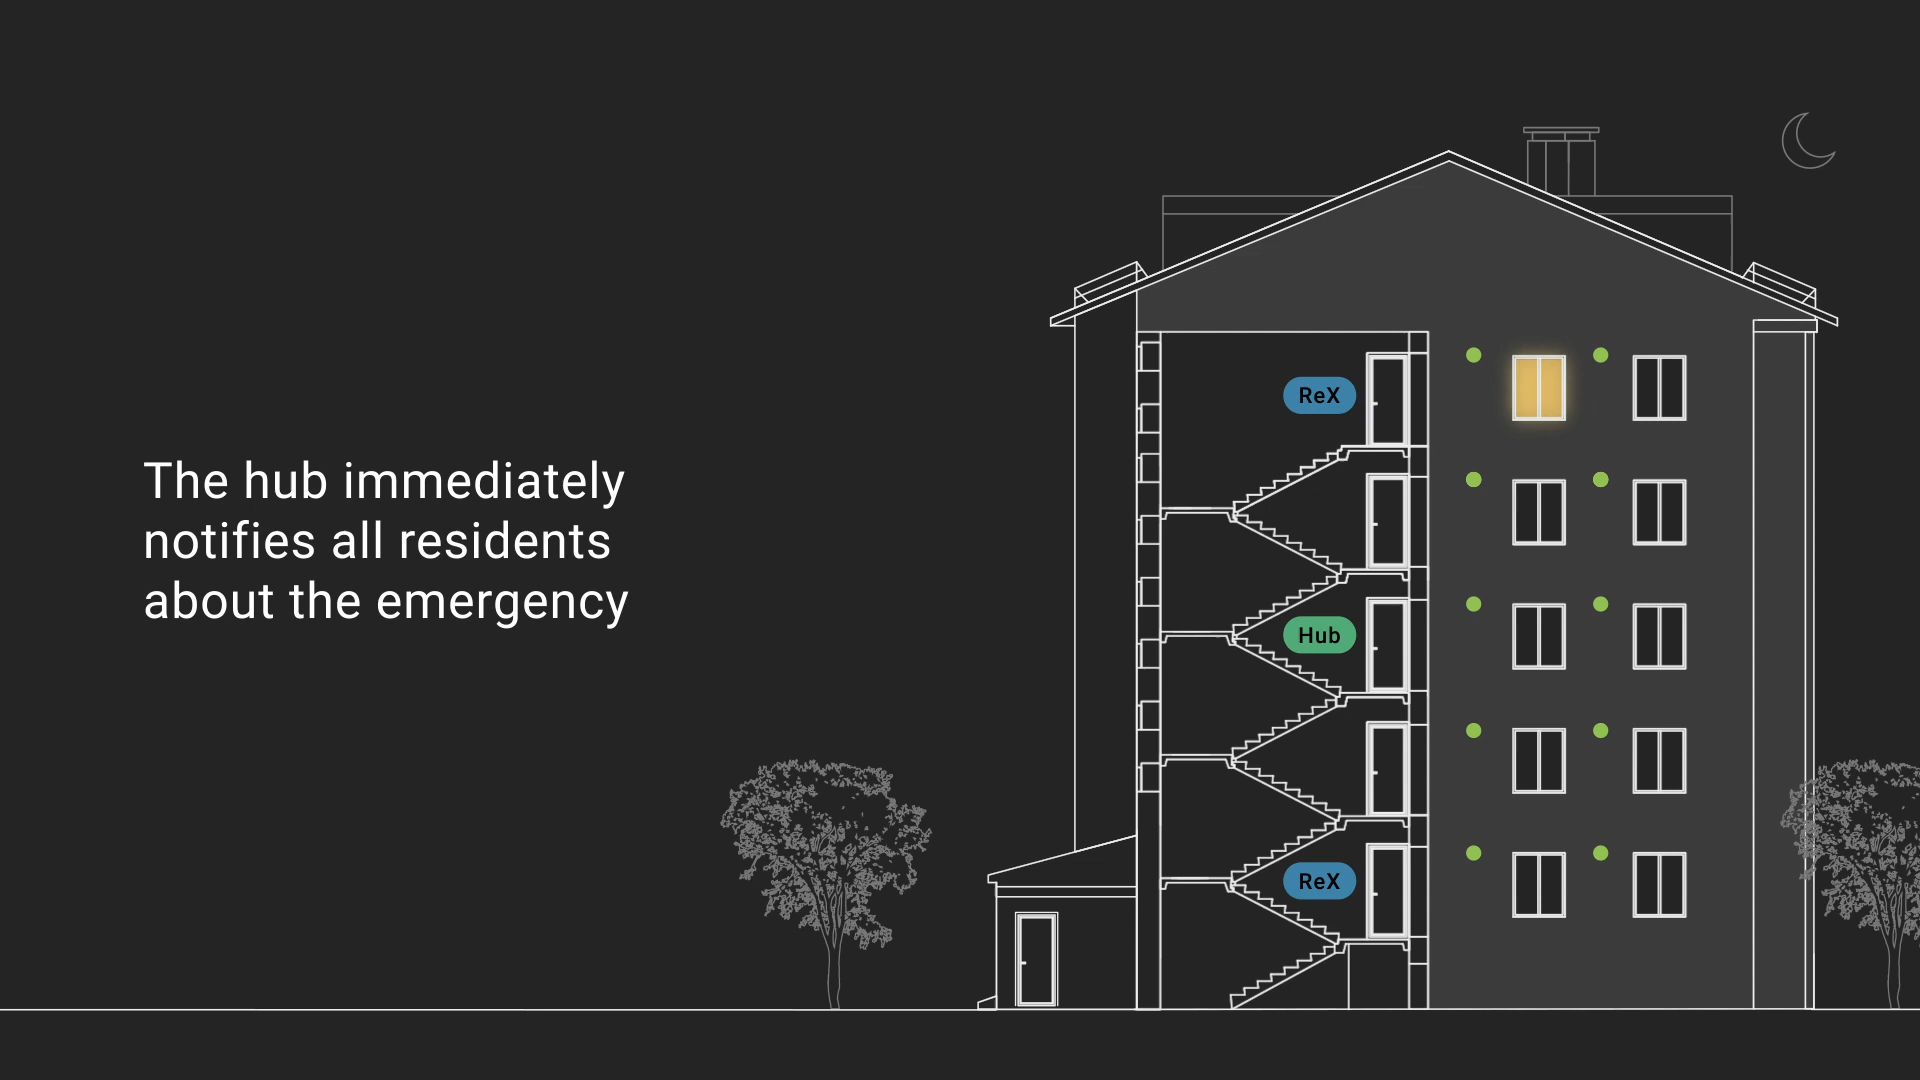 The hub immediately
notifies all residents
about the emergency
ReX
Hub
ReX